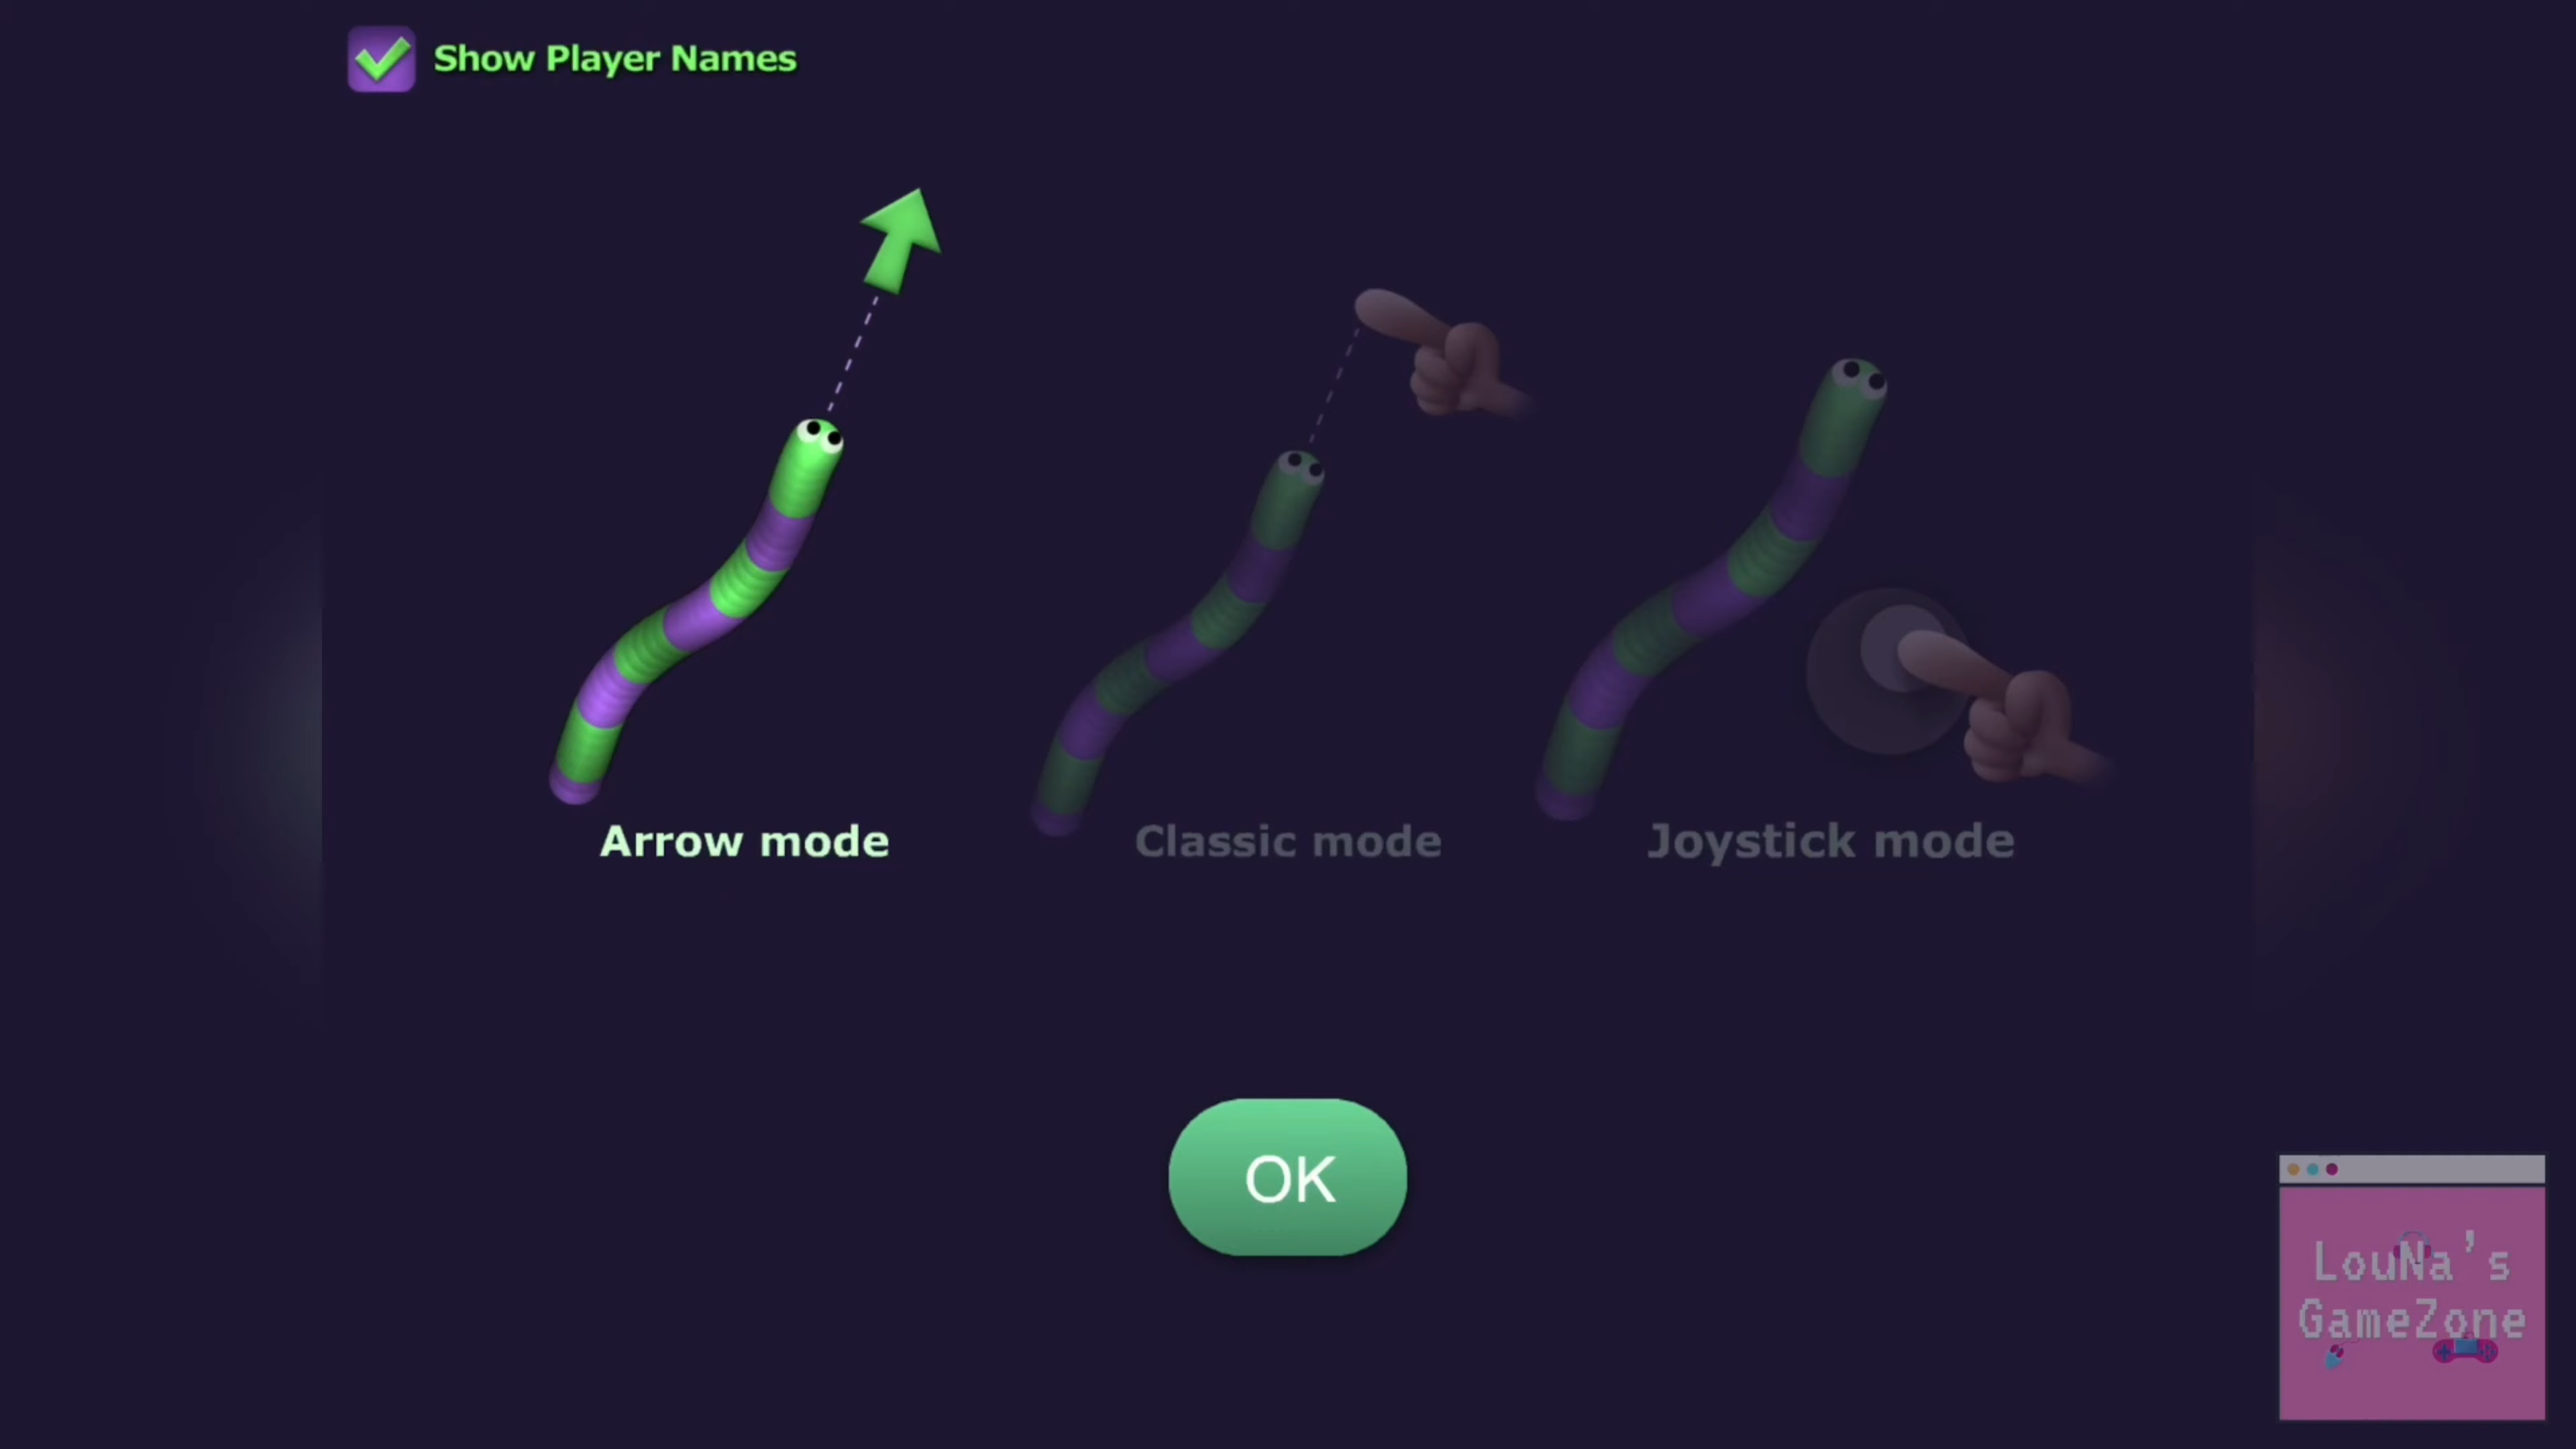 Show Player Names
Arrow mode
Classic mode
Joystick mode
OK
LouNa's
GameZone